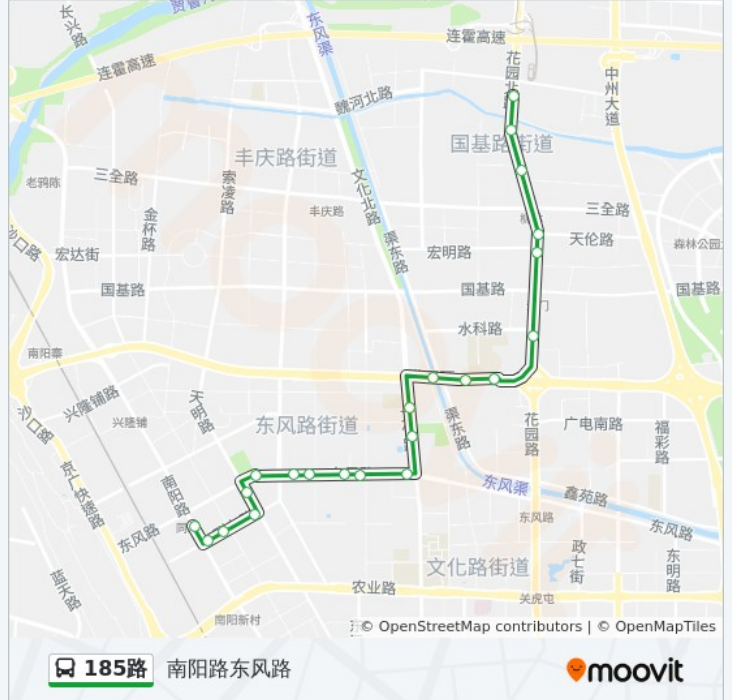 长兴路
贾鲁河
东风渠
连霍高速
连霍高速
花园北路
中州大道
魏河北路
国基路街道
丰庆路街道
老鸦陈
三全路
索凌路
文化北路
丰庆路
三全路
金杯路
渠东路
天伦路
沙口路
宏达街
宏明路
森林公园
国基路
国基路
国基路
水科路
南阳寨
兴隆铺路
天明路
沙口路
兴隆铺
东风路街道
渠东路
花园路
广电南路
福彩路
京广快速路
南阳路
东风渠
鑫苑路
东风路
东风路
东风路
政七街
东明路
文化路街道
蓝天路
农业路
关虎屯
南阳新村
© OpenStreetMap contributors | © OpenMapTiles
185路
南阳路东风路
moovit